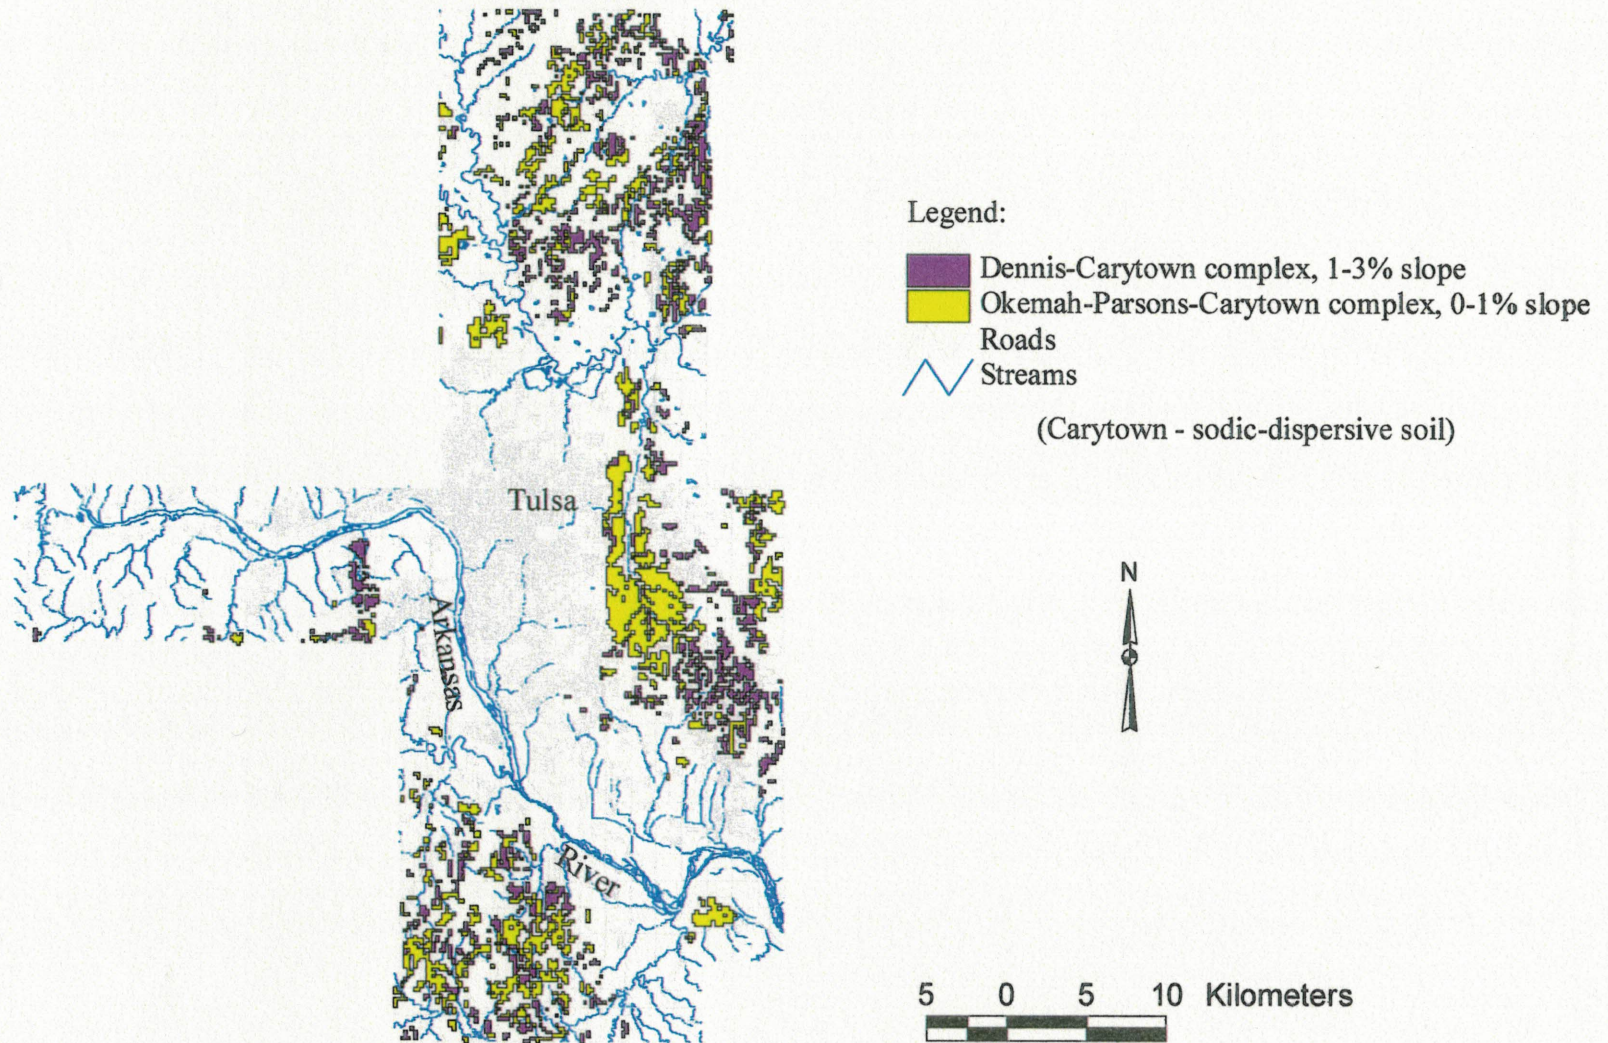 Legend:
Dennis-Carytown complex, 1-3% slope
Okemah-Parsons-Carytown complex, 0-1% slope
Roads
Streams
(Carytown - sodic-dispersive soil)
Tulsa
Arkansas
River
N
5 0 5 10 Kilometers